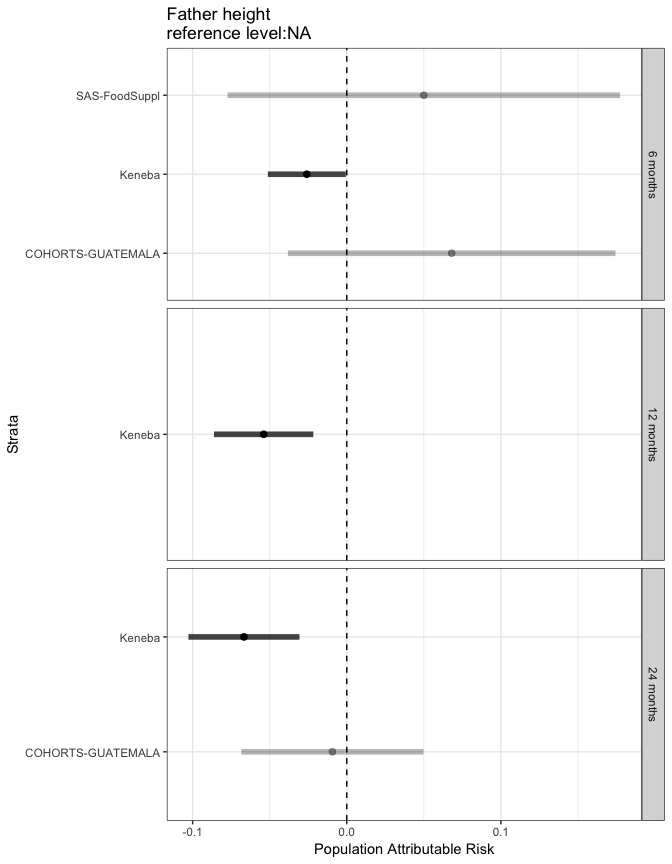 Father height
reference level:NA
SAS-FoodSuppl
Keneba
COHORTS-GUATEMALA
6 months
Keneba
12 months
Keneba
COHORTS-GUATEMALA
24 months
Strata
-0.1
0.0
0.1
Population Attributable Risk